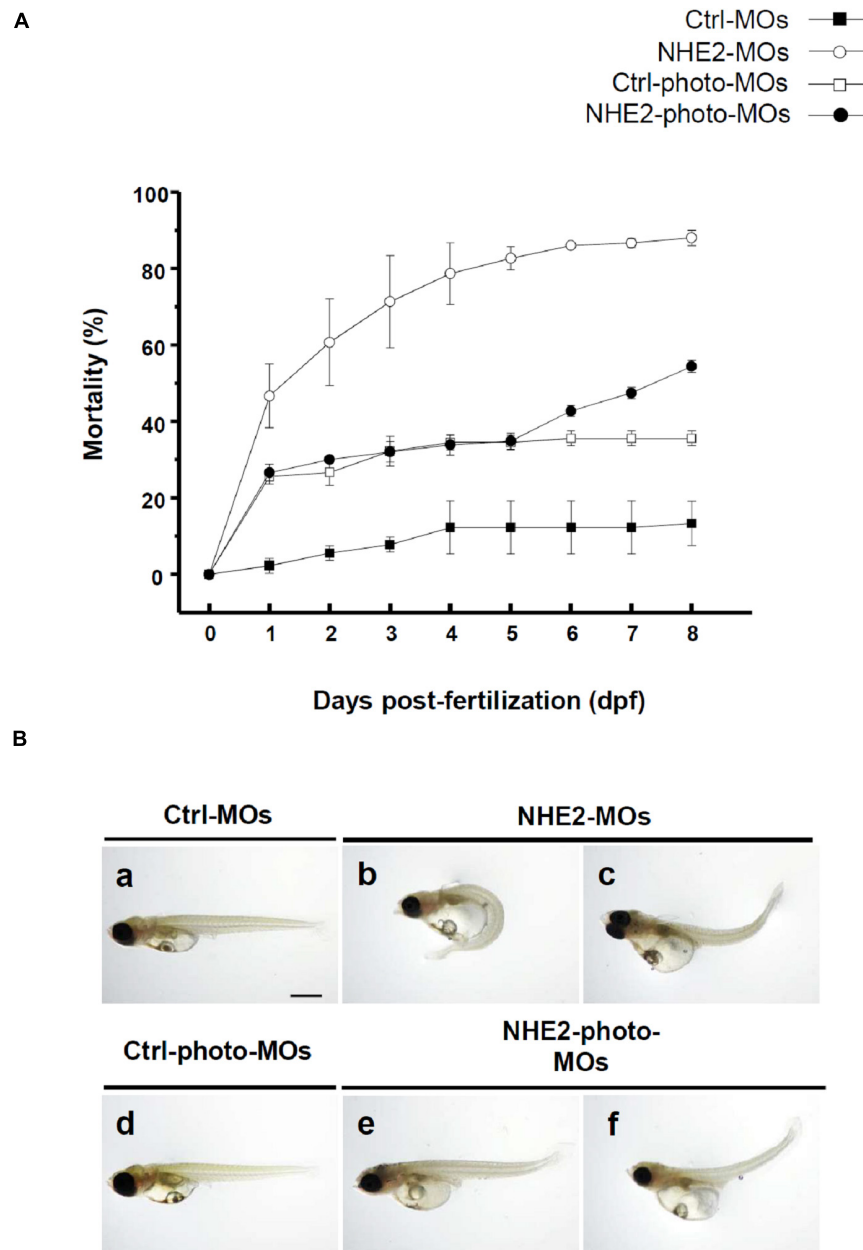 A
Ctrl-MOs
NHE2-MOs
Ctrl-photo-MOs
NHE2-photo-MOs
100
80
60
40
20
0
Mortality (%)
0 1 2 3 4 5 6 7 8
Days post-fertilization (dpf)
B
Ctrl-MOs
NHE2-MOs
a
b
c
Ctrl-photo-MOs
NHE2-photo-
MOs
d
e
f